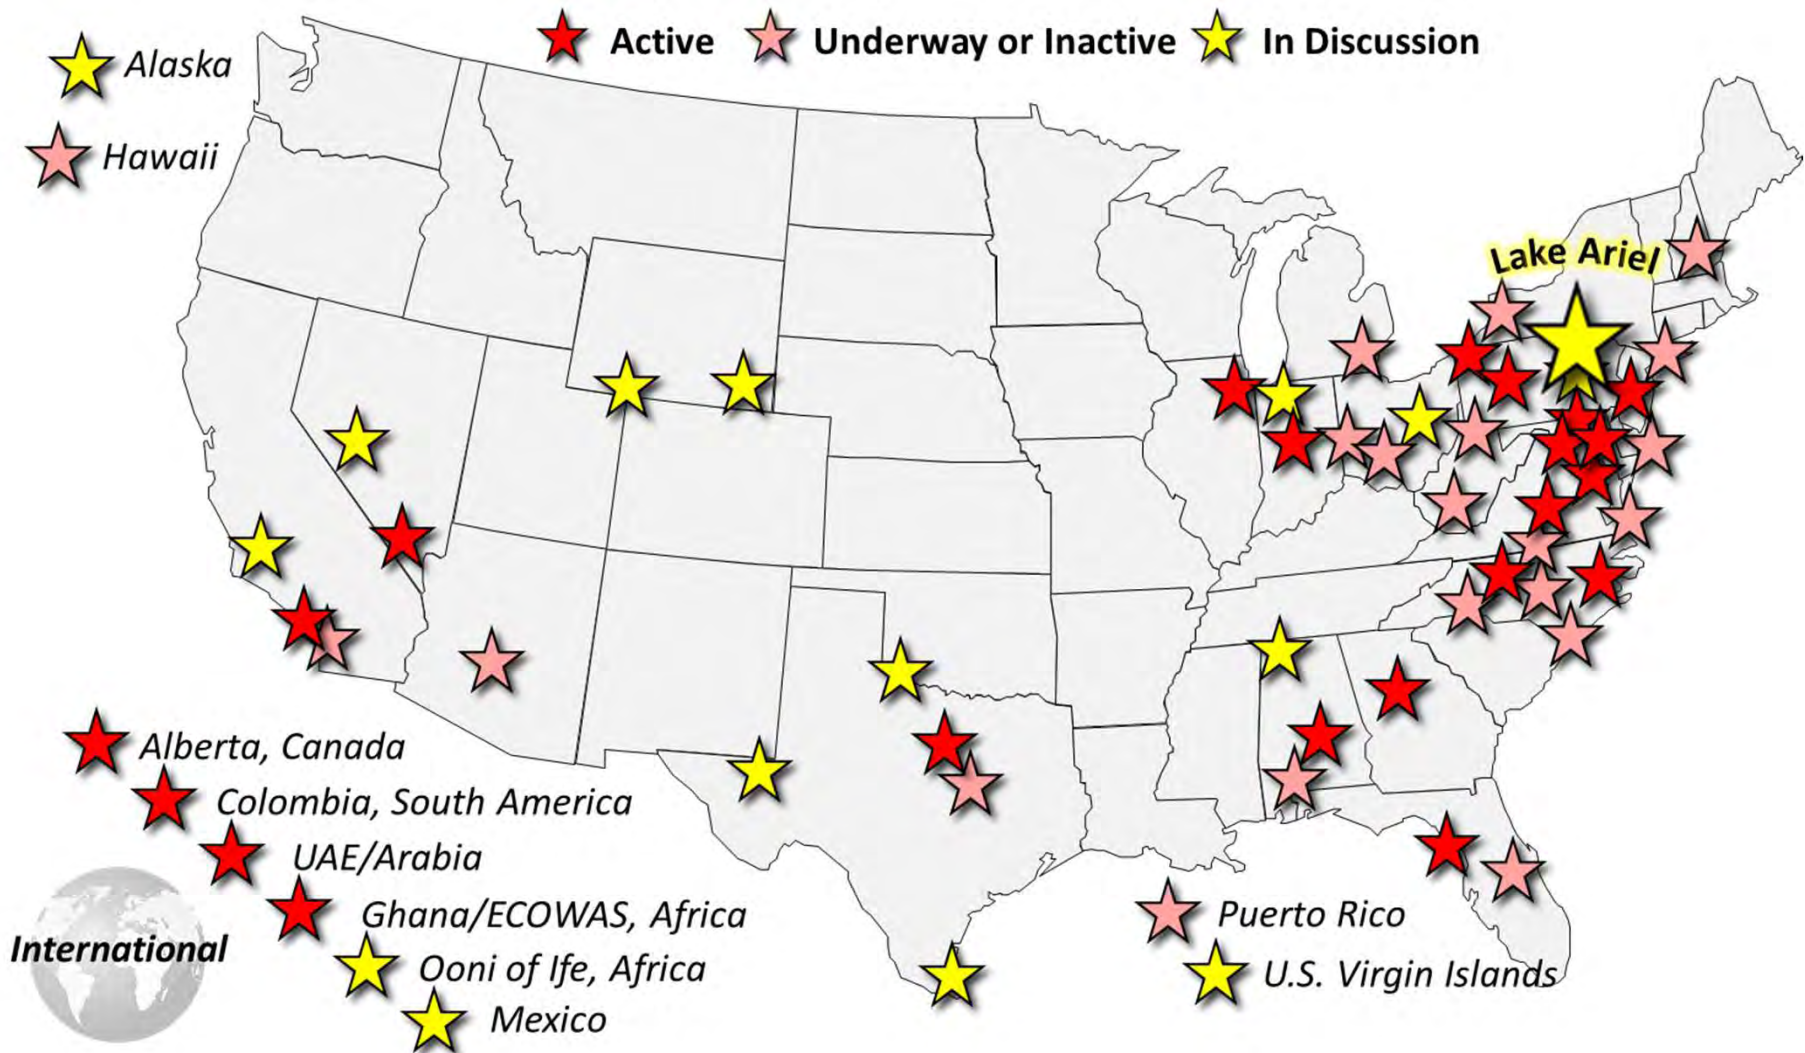 Active
Underway or Inactive
In Discussion
Alaska
Hawaii
Lake Ariel
Alberta, Canada
Colombia, South America
UAE/Arabia
Ghana/ECOWAS, Africa
International
Ooni of Ife, Africa
Mexico
Puerto Rico
U.S. Virgin Islands